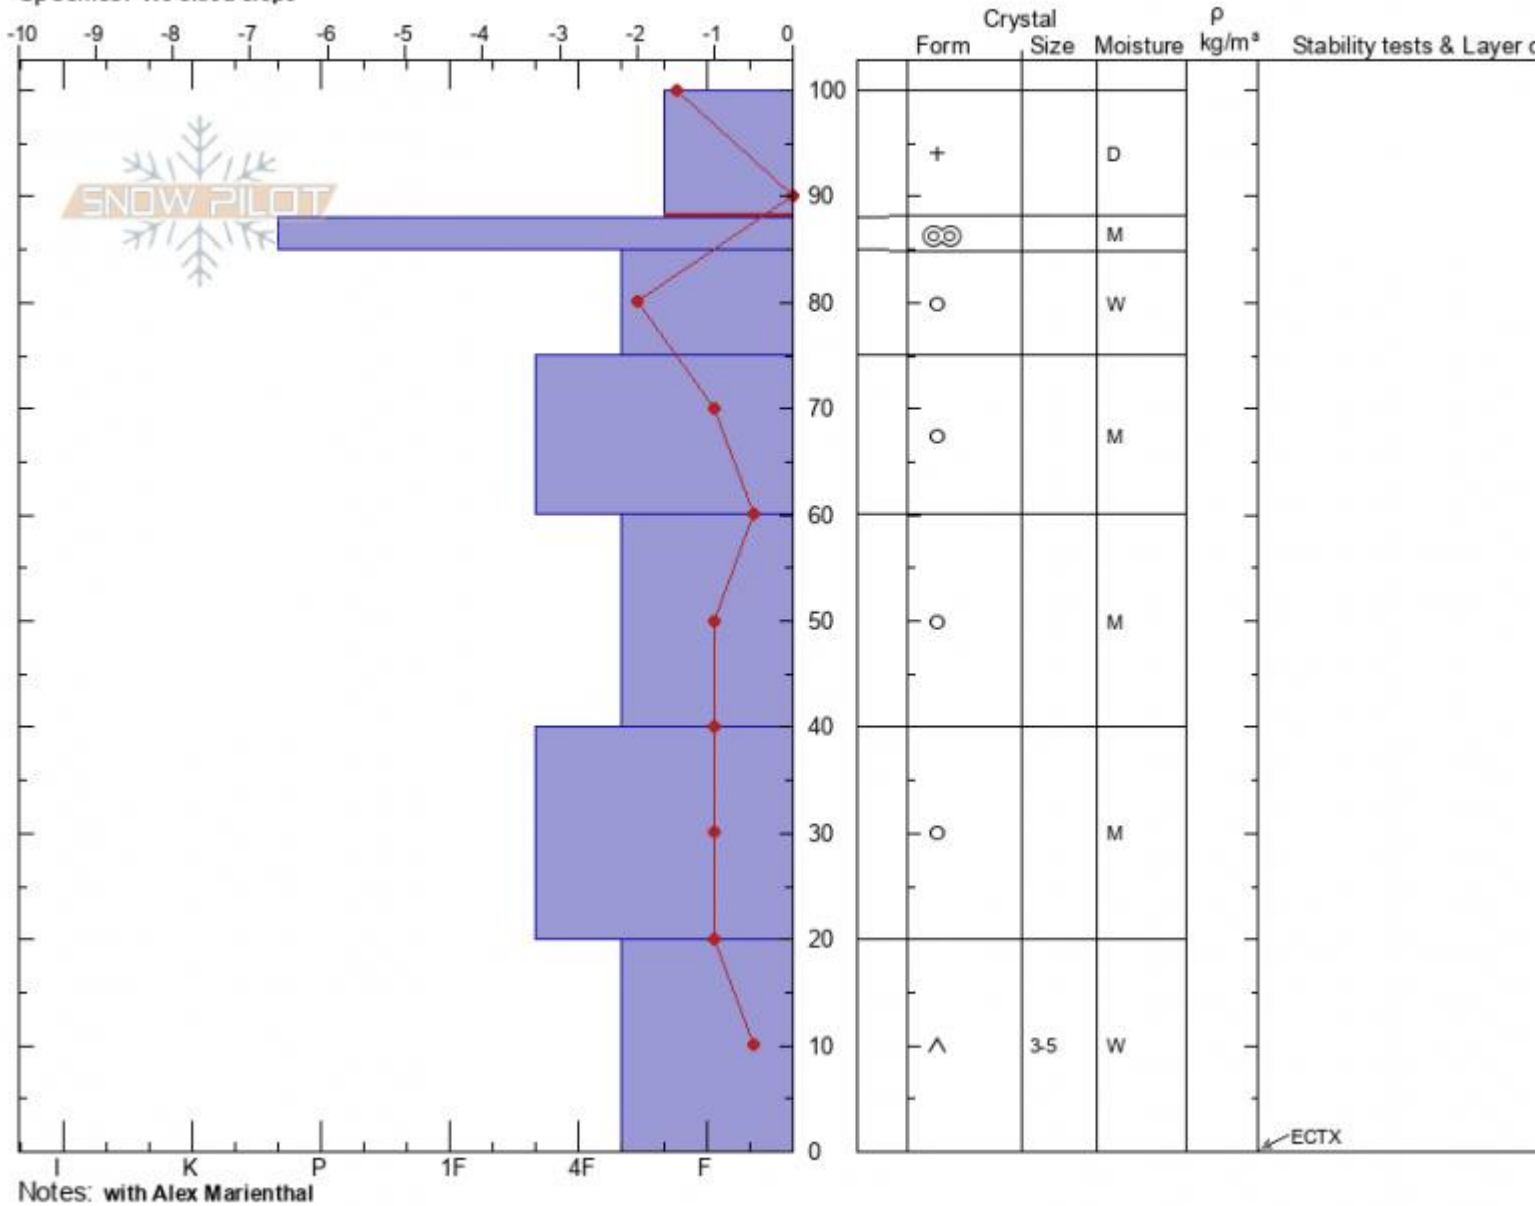 -10 -9 -8 -7 -6 -5 -4 -3 -2 -1 0
Crystal
Form Size Moisture
ρ
kg/m³
Stability tests & Layer c
SNOW PILOT
100
+ D
90
M
80
W
70
M
60
50
M
40
30
M
20
10
3-5 W
0
ECTX
I K P 1F 4F F
Notes: with Alex Marienthal